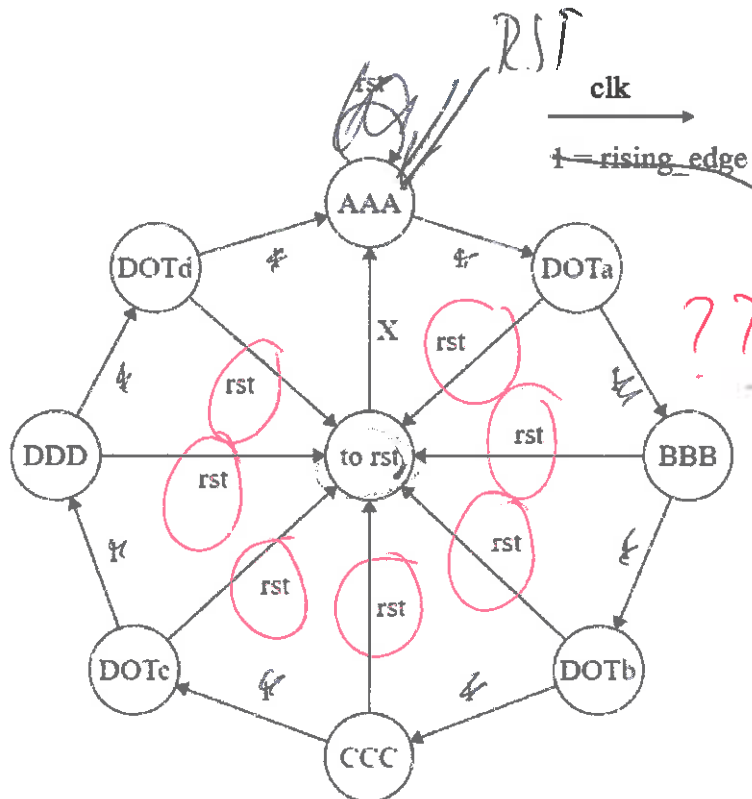 RST
rst
clk
1 = rising_edge
AAA
DOTd
DOTa
X
rst
??
rst
DDD
rst
to rst
rst
BBB
rst
rst
rst
DOTc
DOTb
CCC